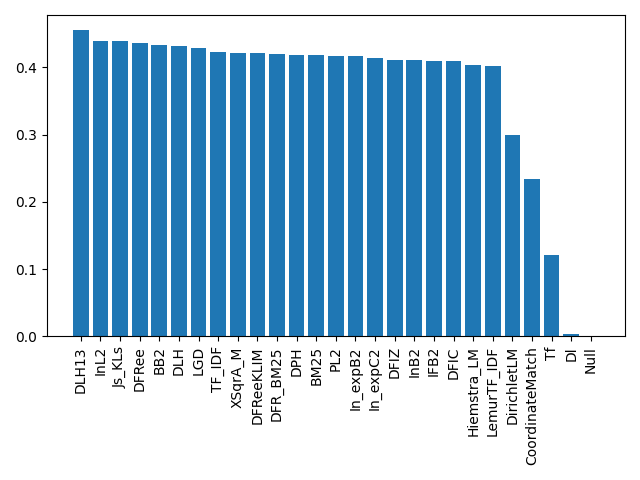 0.4
0.3
0.2
0.1
0.0
DLH13
InL2
Js_KLs
DFRee
BB2
DLH
LGD
TF_IDF
XSqrA_M
DFReeKLIM
DFR_BM25
DPH
BM25
PL2
In_expB2
In_expC2
DFIZ
InB2
IFB2
DFIC
Hiemstra_LM
LemurTF_IDF
DirichletLM
CoordinateMatch
Tf
Dl
Null